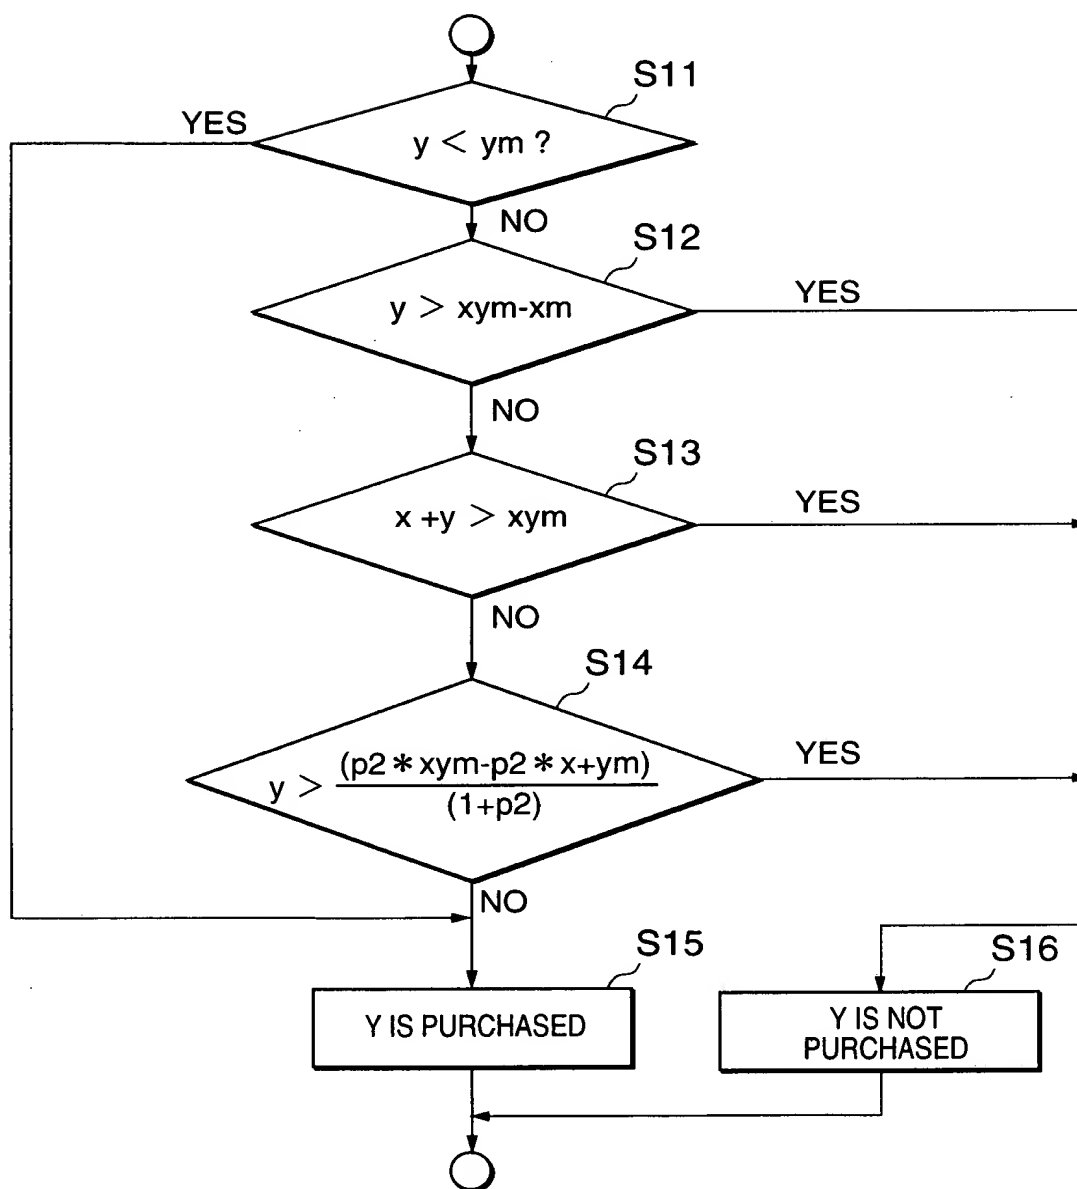 S11
YES
y < ym ?
NO
S12
y > xym-xm
YES
NO
S13
x +y > xym
YES
NO
S14
y > (p2 * xym-p2 * x+ym)
(1+p2)
YES
NO
S15
Y IS PURCHASED
S16
Y IS NOT
PURCHASED